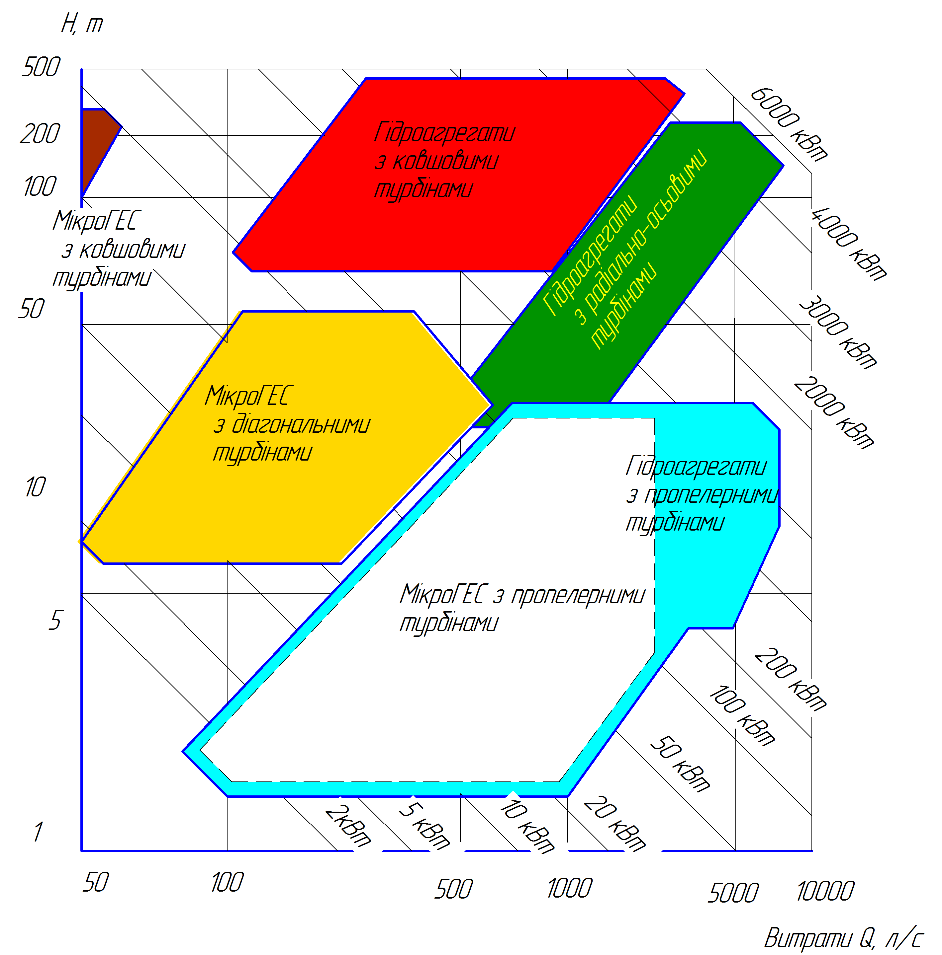 H, m
500
200
100
50
10
5
1
Гідроагрегати
з ковшовими
турбінами
МікроГЕС
з ковшовими
турбінами
Гідроагрегати
з радіально-осьовими
турбінами
МікроГЕС
з діагональними
турбінами
Гідроагрегати
з пропелерними
турбінами
МікроГЕС з пропелерними
турбінами
6000 кВт
4000 кВт
3000 кВт
2000 кВт
200 кВт
100 кВт
50 кВт
20 кВт
10 кВт
5 кВт
2кВт
50
100
500
1000
5000
10000
Витрати Q, л/с